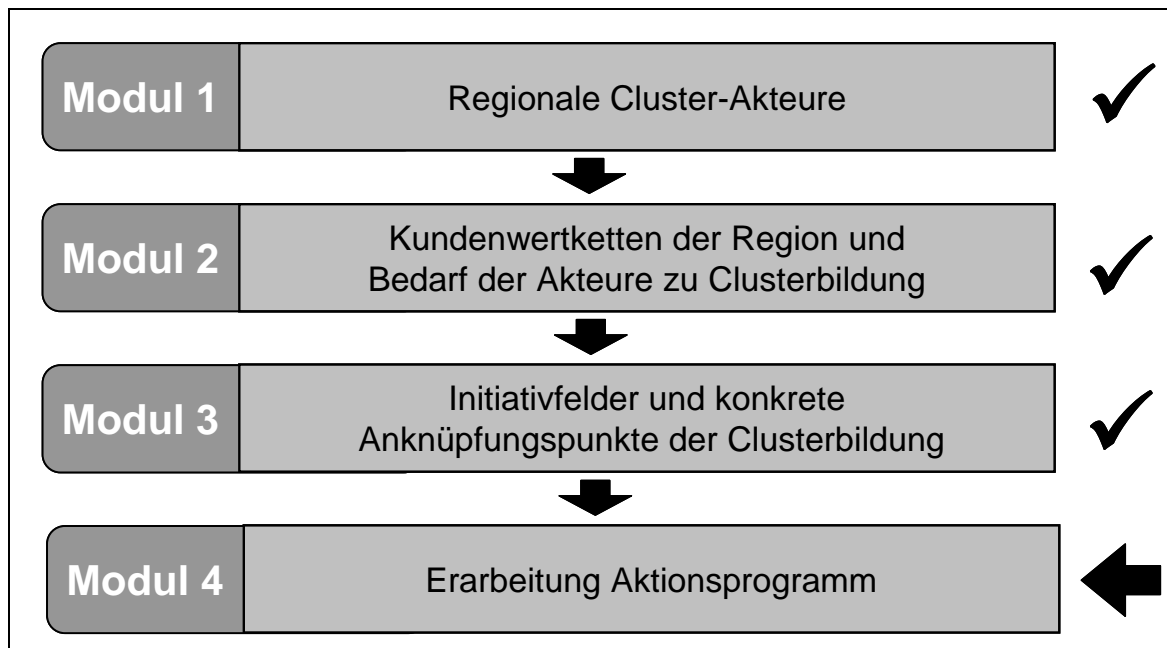 Modul 1
Regionale Cluster-Akteure
Modul 2
Kundenwertketten der Region und
Bedarf der Akteure zu Clusterbildung
Modul 3
Initiativfelder und konkrete
Anknüpfungspunkte der Clusterbildung
Modul 4
Erarbeitung Aktionsprogramm